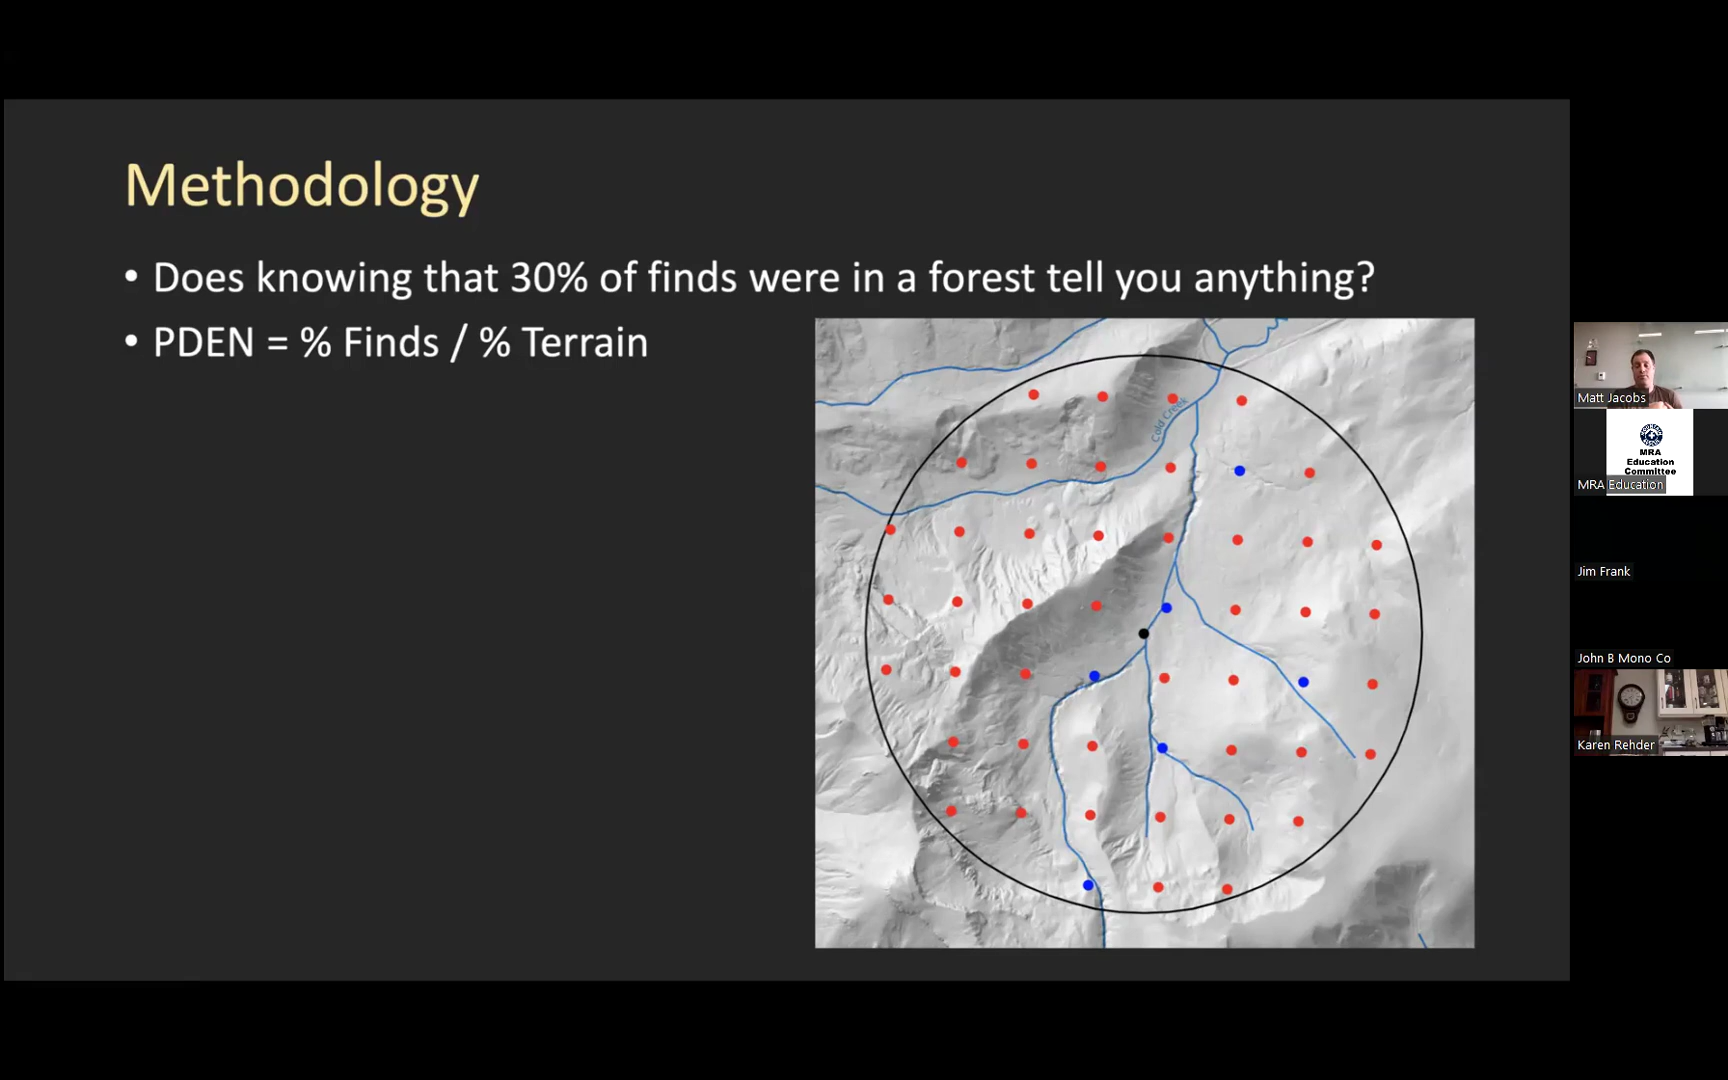 Methodology
• Does knowing that 30% of finds were in a forest tell you anything?
• PDEN = % Finds / % Terrain
Cold Creek
Matt Jacobs
MRA
Education
Committee
MRA Education
Jim Frank
John B Mono Co
Karen Rehder